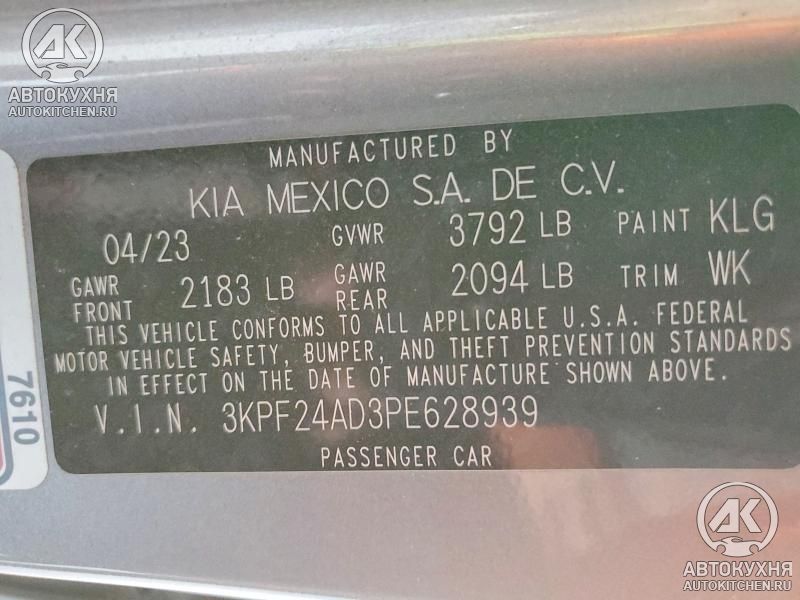 AK
АВТОКУХНЯ
AUTOKITCHEN.RU
MANUFACTURED BY
KIA MEXICO S.A. DE C.V.
04/23 GVWR 3792 LB PAINT KLG
GAWR FRONT 2183 LB GAWR REAR 2094 LB TRIM WK
THIS VEHICLE CONFORMS TO ALL APPLICABLE U.S.A. FEDERAL
MOTOR VEHICLE SAFETY, BUMPER, AND THEFT PREVENTION STANDARDS
IN EFFECT ON THE DATE OF MANUFACTURE SHOWN ABOVE.
V.I.N. 3KPF24AD3PE628939
PASSENGER CAR
7610
AK
АВТОКУХНЯ
AUTOKITCHEN.RU